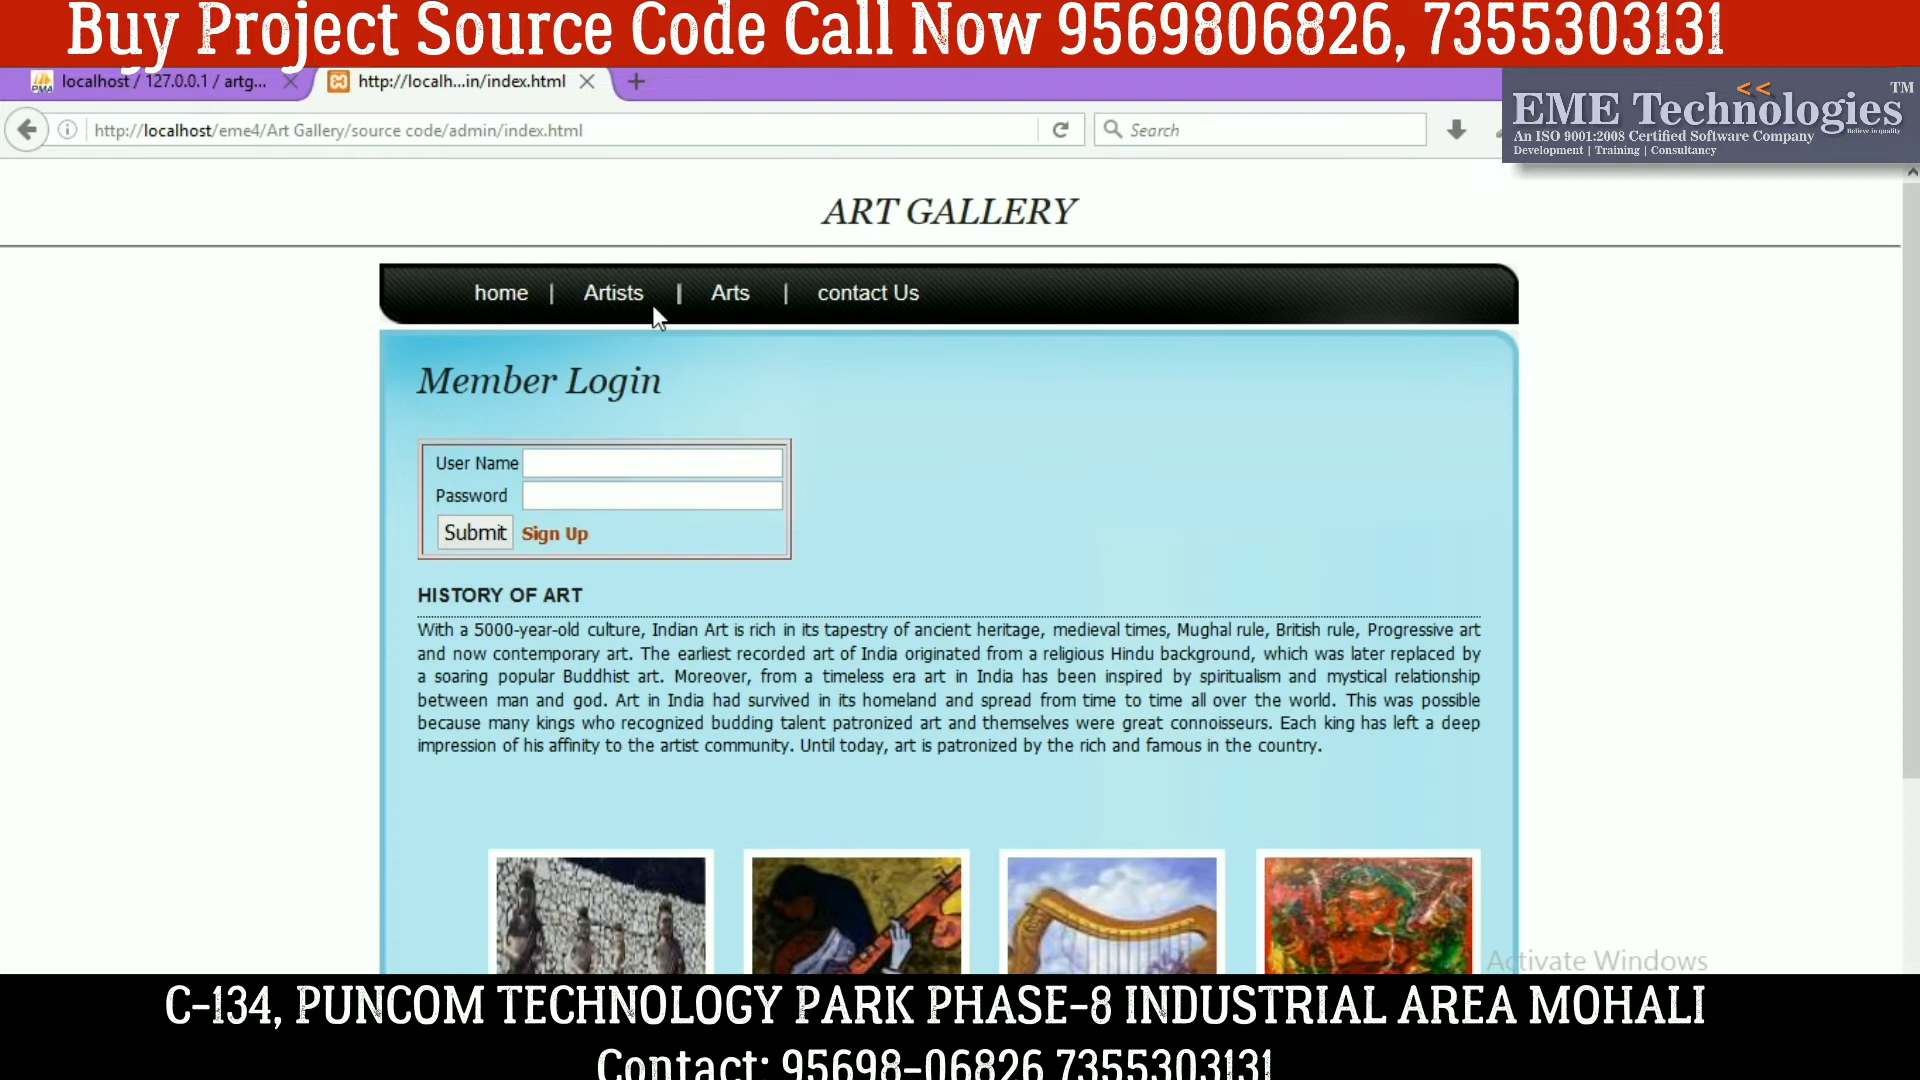 Buy Project Source Code Call Now 9569806826, 7355303131
localhost / 127.0.0.1 / artg...
http://localh...in/index.html
http://localhost/eme4/Art Gallery/source code/admin/index.html
Search
<< TM
EME Technologies
Believe in quality
An ISO 9001:2008 Certified Software Company
Development | Training | Consultancy
ART GALLERY
home | Artists | Arts | contact Us
Member Login
User Name
Password
Submit Sign Up
HISTORY OF ART
With a 5000-year-old culture, Indian Art is rich in its tapestry of ancient heritage, medieval times, Mughal rule, British rule, Progressive art
and now contemporary art. The earliest recorded art of India originated from a religious Hindu background, which was later replaced by
a soaring popular Buddhist art. Moreover, from a timeless era art in India has been inspired by spiritualism and mystical relationship
between man and god. Art in India had survived in its homeland and spread from time to time all over the world. This was possible
because many kings who recognized budding talent patronized art and themselves were great connoisseurs. Each king has left a deep
impression of his affinity to the artist community. Until today, art is patronized by the rich and famous in the country.
Activate Windows
C-134, PUNCOM TECHNOLOGY PARK PHASE-8 INDUSTRIAL AREA MOHALI
Contact: 95698-06826 7355303131